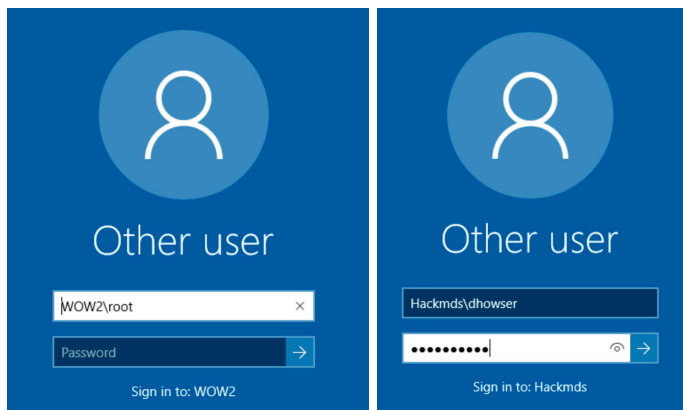 Other user
WOW2\root
Password
Sign in to: WOW2
Other user
Hackmds\dhowser
Sign in to: Hackmds